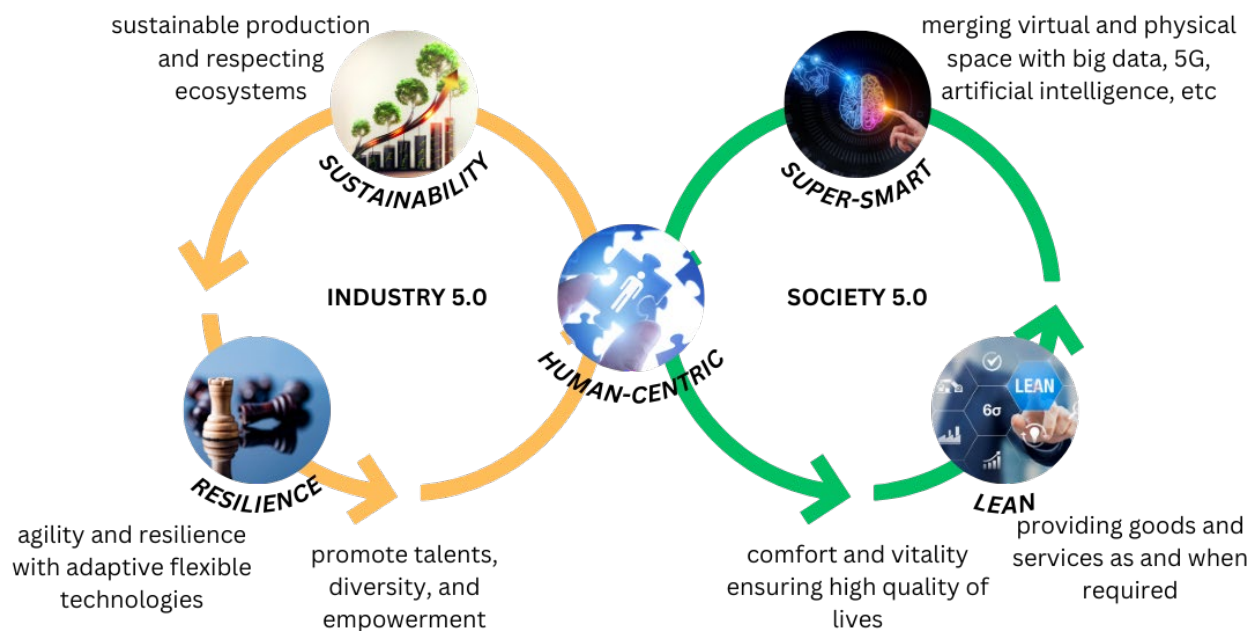 sustainable production
and respecting
ecosystems
SUSTAINABILITY
merging virtual and physical
space with big data, 5G,
artificial intelligence, etc
SUPER-SMART
INDUSTRY 5.0
SOCIETY 5.0
HUMAN-CENTRIC
RESILIENCE
agility and resilience
with adaptive flexible
technologies
promote talents,
diversity, and
empowerment
comfort and vitality
ensuring high quality of
lives
LEAN
6σ
LEAN
providing goods and
services as and when
required